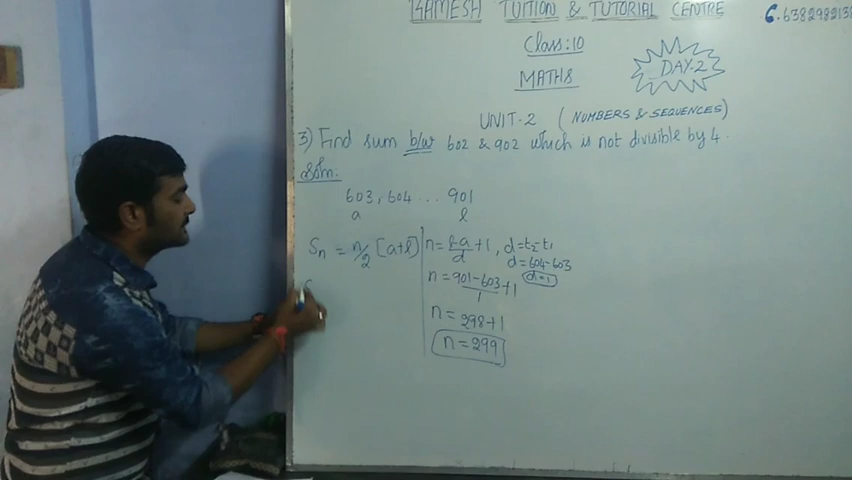 KAMESH TUITION & TUTORIAL CENTRE
6.6382982138
Class:10
MATHS
DAY-2
UNIT-2 (NUMBERS & SEQUENCES)
3) Find sum b/w 602 & 902 which is not divisible by 4.
Soln.
603, 604 ... 901
a l
Sn = n/2 [a+l]
n = l-a/d +1, d = t2-t1
d = 604-603
d=1
n = 901-603/1 +1
n = 298+1
n = 299